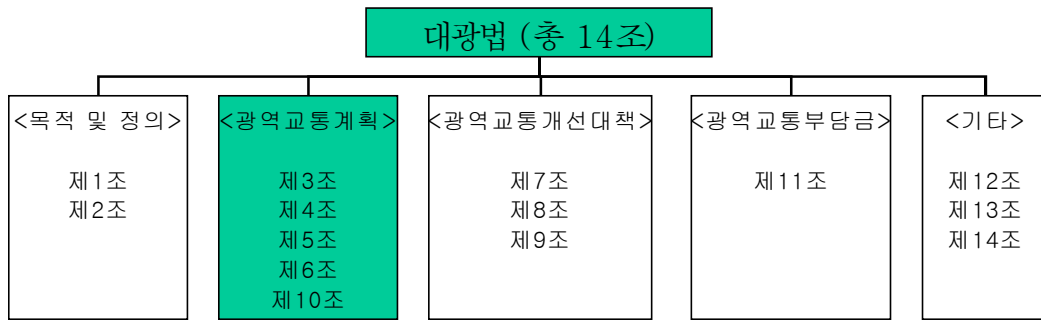 대광법 (총 14조)
<목적 및 정의>
제1조
제2조
<광역교통계획>
제3조
제4조
제5조
제6조
제10조
<광역교통개선대책>
제7조
제8조
제9조
<광역교통부담금>
제11조
<기타>
제12조
제13조
제14조